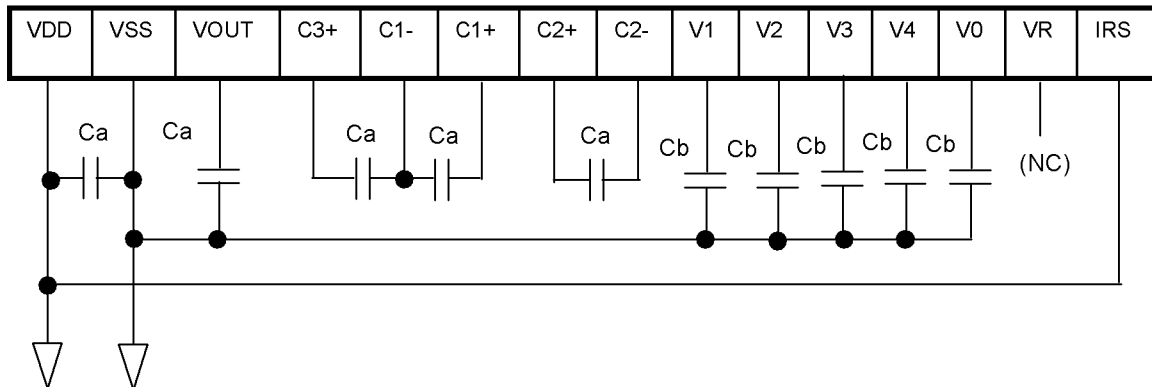 VDD VSS VOUT C3+ C1- C1+ C2+ C2- V1 V2 V3 V4 V0 VR IRS
Ca Ca Ca Ca Ca Cb Cb Cb Cb Cb
(NC)